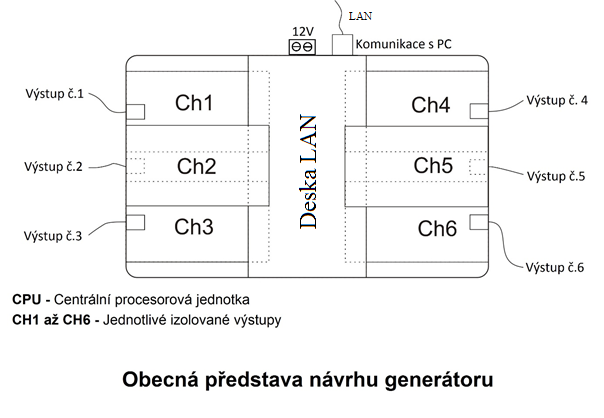 LAN
12V
Komunikace s PC
Výstup č.1
Ch1
Ch4
Výstup č. 4
Výstup č.2
Ch2
Deska LAN
Ch5
Výstup č.5
Výstup č.3
Ch3
Ch6
Výstup č.6
CPU - Centrální procesorová jednotka
CH1 až CH6 - Jednotlivé izolované výstupy
Obecná představa návrhu generátoru